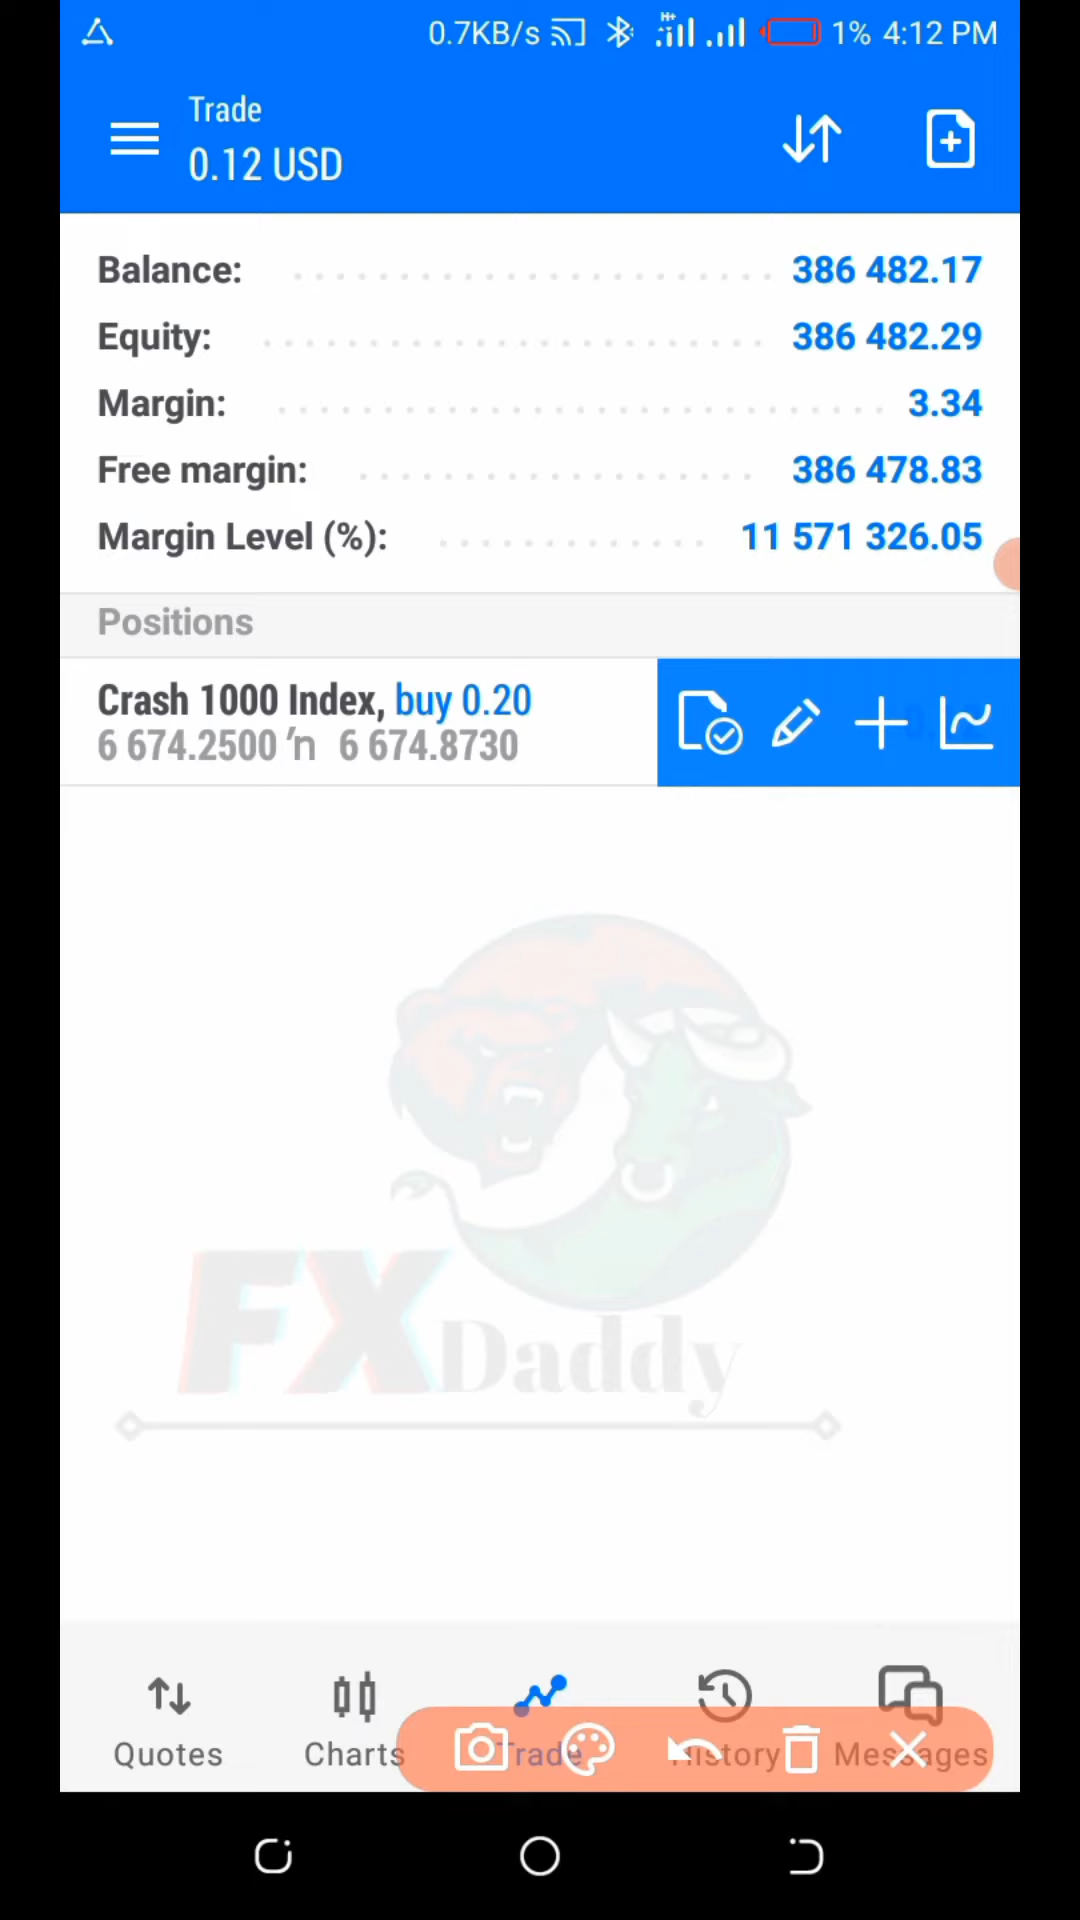 0.7KB/s H+ 1% 4:12 PM
Trade
0.12 USD
Balance: 386 482.17
Equity: 386 482.29
Margin: 3.34
Free margin: 386 478.83
Margin Level (%): 11 571 326.05
Positions
Crash 1000 Index, buy 0.20
6 674.2500 'n 6 674.8730
FX Daddy
Quotes Charts Trade History Messages